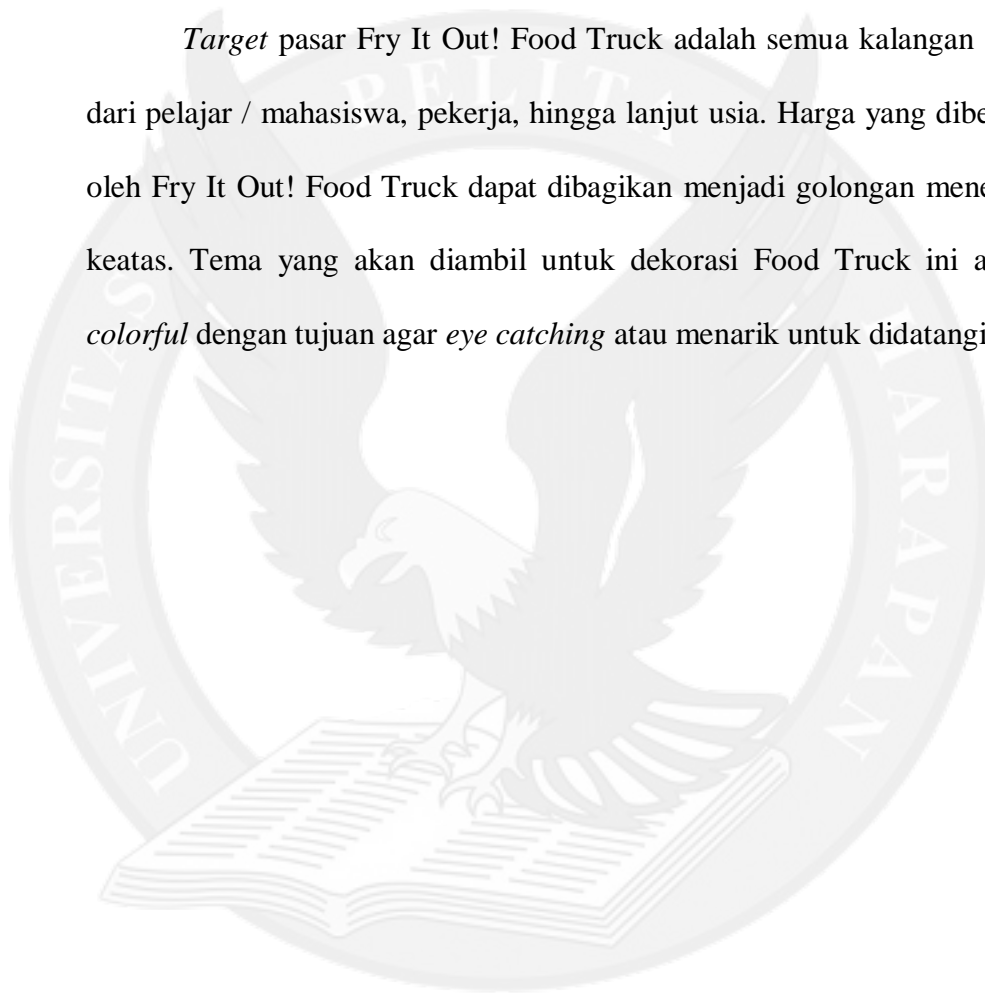 Target pasar Fry It Out! Food Truck adalah semua kalangan
dari pelajar / mahasiswa, pekerja, hingga lanjut usia. Harga yang
oleh Fry It Out! Food Truck dapat dibagikan menjadi golongan
keatas. Tema yang akan diambil untuk dekorasi Food Truck ini
colorful dengan tujuan agar eye catching atau menarik untuk didatangi
UNIVERSITAS PELITA HARAPAN